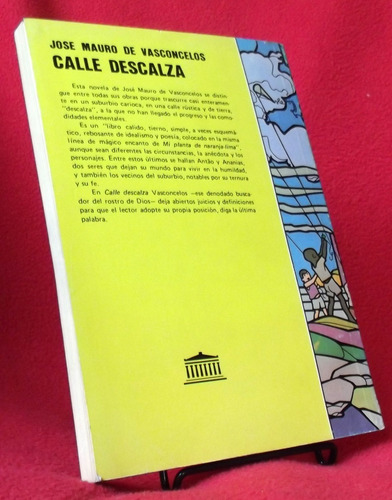 JOSE MAURO DE VASCONCELOS
CALLE DESCALZA
Esta novela de José Mauro de Vasconcelos se distin-
gue entre todas sus obras porque trascurre casi enteramen-
te en un suburbio carioca, en una calle rústica y de tierra,
"descalza", a la que no han llegado el progreso y las como-
didades elementales.
Es un "libro cálido, tierno, simple, a veces esquemá-
tico, rebosante de idealismo y poesía, colocado en la misma
línea de mágico encanto de Mi planta de naranja-lima",
aunque sean diferentes las circunstancias, la anécdota y los
personajes. Entre estos últimos se hallan Antão y Ananias,
dos seres que dejan su mundo para vivir en la humildad,
y también los vecinos del suburbio, notables por su ternura
y su fe.
En Calle descalza Vasconcelos —ese denodado busca-
dor del rostro de Dios— deja abiertos juicios y definiciones
para que el lector adopte su propia posición, diga la última
palabra.